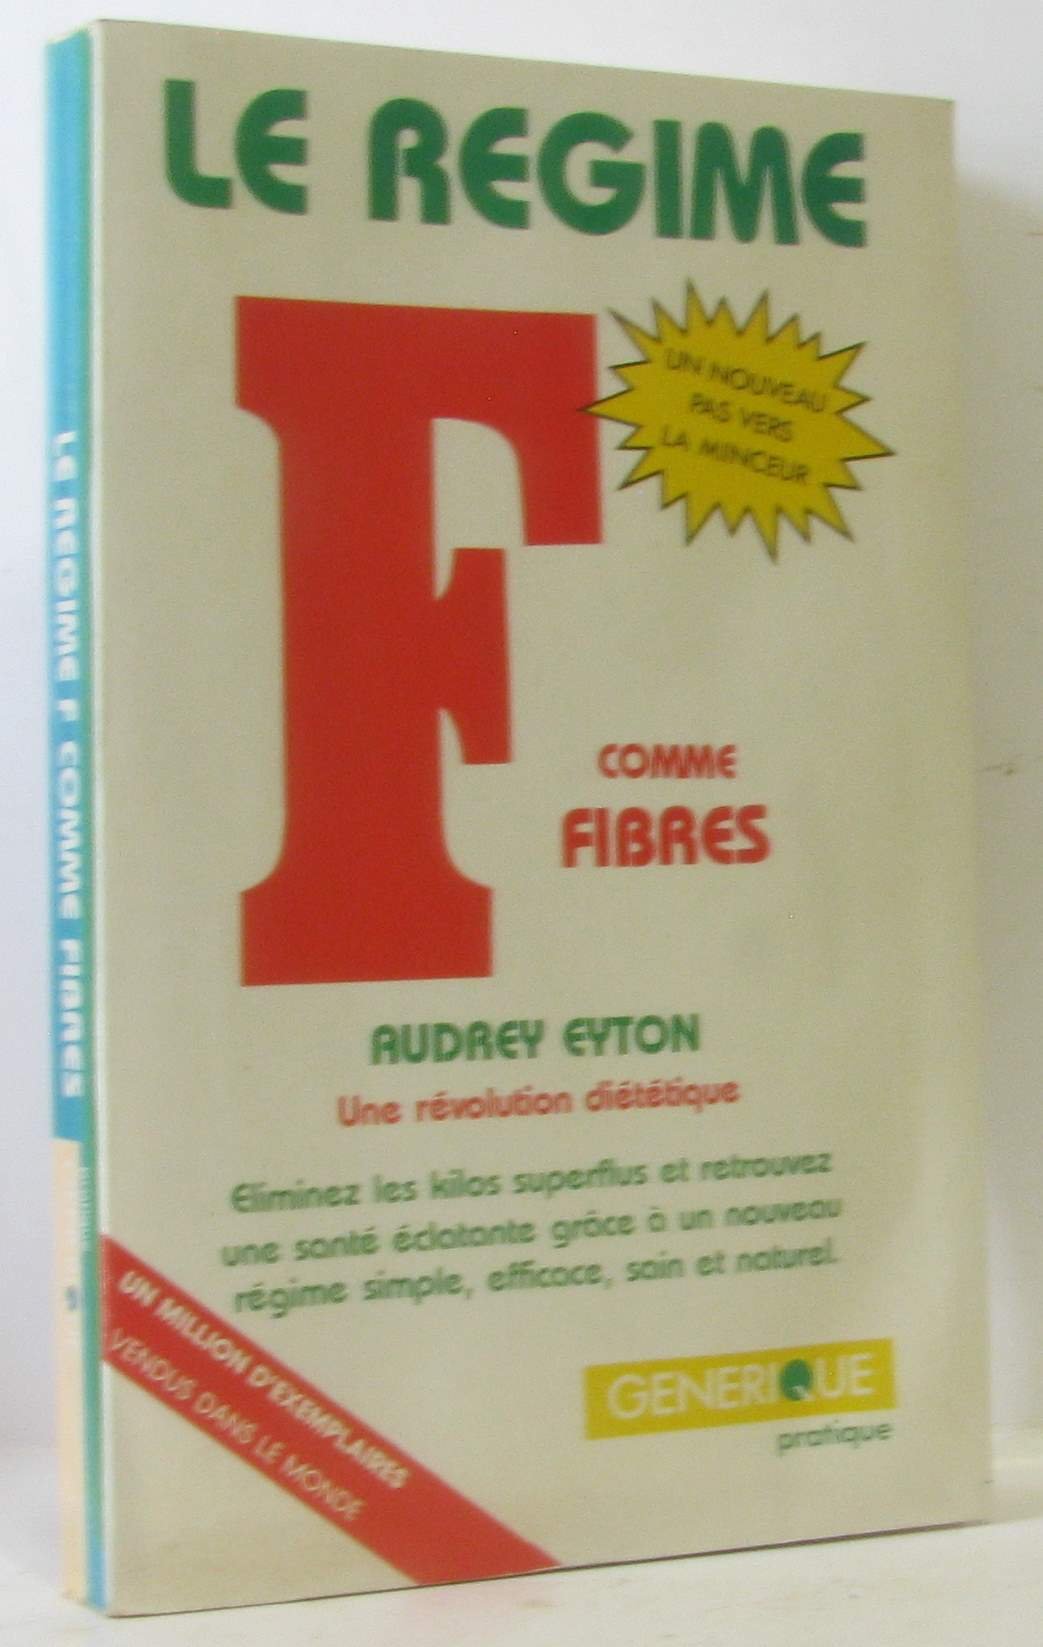 LE REGIME
F
UN NOUVEAU
PAS VERS
LA MINCEUR
COMME
FIBRES
AUDREY EYTON
Une révolution diététique
Eliminez les kilos superflus et retrouvez
une santé éclatante grâce à un nouveau
régime simple, efficace, sain et naturel.
UN MILLION D'EXEMPLAIRES
VENDUS DANS LE MONDE
GENERIQUE
pratique
LE REGIME F COMME FIBRES